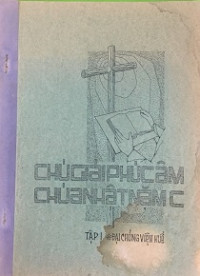 CHÚ GIẢI PHÚC ÂM
CHÚA NHẬT NĂM C
TẬP I ĐẠI CHỦNG VIỆN HUẾ